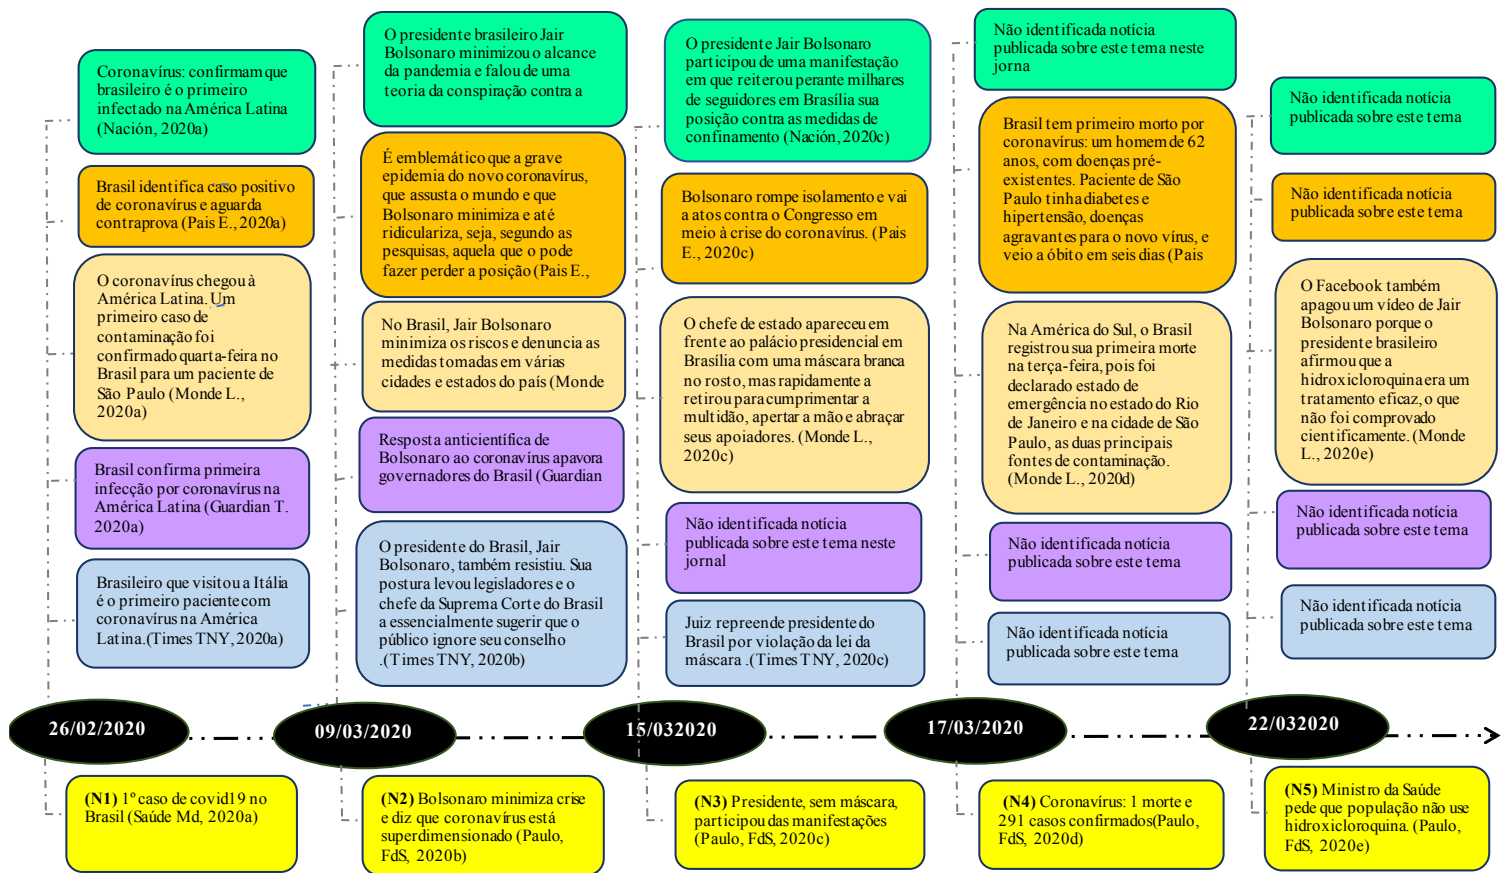 Coronavírus: confirmam que
brasileiro é o primeiro
infectado na América Latina
(Nación, 2020a)
Brasil identifica caso positivo
de coronavírus e aguarda
contraprova (Pais E., 2020a)
O coronavírus chegou à
América Latina. Um
primeiro caso de
contaminação foi
confirmado quarta-feira no
Brasil para um paciente de
São Paulo (Monde L.,
2020a)
Brasil confirma primeira
infecção por coronavírus na
América Latina (Guardian T.
2020a)
Brasileiro que visitou a Itália
é o primeiro paciente com
coronavírus na América
Latina.(Times TNY, 2020a)
26/02/2020
(N1) 1º caso de covid19 no
Brasil (Saúde Md, 2020a)
O presidente brasileiro Jair
Bolsonaro minimizou o alcance
da pandemia e falou de uma
teoria da conspiração contra a
É emblemático que a grave
epidemia do novo coronavírus,
que assusta o mundo e que
Bolsonaro minimiza e até
ridiculariza, seja, segundo as
pesquisas, aquela que o pode
fazer perder a posição (Pais E.,
No Brasil, Jair Bolsonaro
minimiza os riscos e denuncia as
medidas tomadas em várias
cidades e estados do país (Monde
Resposta anticientífica de
Bolsonaro ao coronavírus apavora
governadores do Brasil (Guardian
O presidente do Brasil, Jair
Bolsonaro, também resistiu. Sua
postura levou legisladores e o
chefe da Suprema Corte do Brasil
a essencialmente sugerir que o
público ignore seu conselho
.(Times TNY, 2020b)
09/03/2020
(N2) Bolsonaro minimiza crise
e diz que coronavírus está
superdimensionado (Paulo,
FdS, 2020b)
O presidente Jair Bolsonaro
participou de uma manifestação
em que reiterou perante milhares
de seguidores em Brasília sua
posição contra as medidas de
confinamento (Nación, 2020c)
Bolsonaro rompe isolamento e vai
a atos contra o Congresso em
meio à crise do coronavírus. (Pais
E., 2020c)
O chefe de estado apareceu em
frente ao palácio presidencial em
Brasília com uma máscara branca
no rosto, mas rapidamente a
retirou para cumprimentar a
multidão, apertar a mão e abraçar
seus apoiadores. (Monde L.,
2020c)
Não identificada notícia
publicada sobre este tema neste
jornal
Juiz repreende presidente do
Brasil por violação da lei da
máscara .(Times TNY, 2020c)
15/032020
(N3) Presidente, sem máscara,
participou das manifestações
(Paulo, FdS, 2020c)
Não identificada notícia
publicada sobre este tema neste
jorna
Brasil tem primeiro morto por
coronavírus: um homem de 62
anos, com doenças pré-
existentes. Paciente de São
Paulo tinha diabetes e
hipertensão, doenças
agravantes para o novo vírus, e
veio a óbito em seis dias (Pais
Na América do Sul, o Brasil
registrou sua primeira morte
na terça-feira, pois foi
declarado estado de
emergência no estado do Rio
de Janeiro e na cidade de São
Paulo, as duas principais
fontes de contaminação.
(Monde L., 2020d)
Não identificada notícia
publicada sobre este tema
Não identificada notícia
publicada sobre este tema
17/03/2020
(N4) Coronavírus: 1 morte e
291 casos confirmados(Paulo,
FdS, 2020d)
Não identificada notícia
publicada sobre este tema
Não identificada notícia
publicada sobre este tema
O Facebook também
apagou um vídeo de Jair
Bolsonaro porque o
presidente brasileiro
afirmou que a
hidroxicloroquina era um
tratamento eficaz, o que
não foi comprovado
cientificamente. (Monde
L., 2020e)
Não identificada notícia
publicada sobre este tema
Não identificada notícia
publicada sobre este tema
22/032020
(N5) Ministro da Saúde
pede que população não use
hidroxicloroquina. (Paulo,
FdS, 2020e)